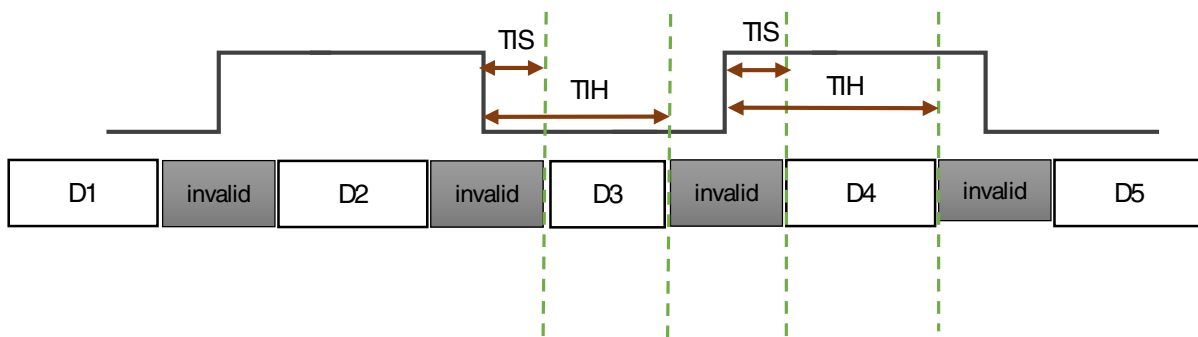 TIS
TIS
TIH
TIH
D1 invalid D2 invalid D3 invalid D4 invalid D5